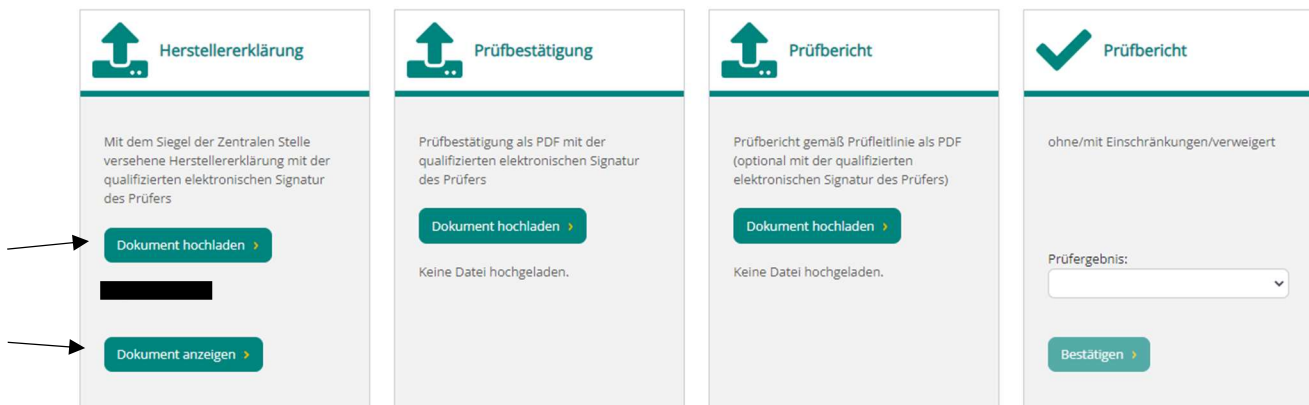 Herstellererklärung
Mit dem Siegel der Zentralen Stelle
versehene Herstellererklärung mit der
qualifizierten elektronischen Signatur
des Prüfers
Dokument hochladen ›
Dokument anzeigen ›
Prüfbestätigung
Prüfbestätigung als PDF mit der
qualifizierten elektronischen Signatur
des Prüfers
Dokument hochladen ›
Keine Datei hochgeladen.
Prüfbericht
Prüfbericht gemäß Prüfleitlinie als PDF
(optional mit der qualifizierten
elektronischen Signatur des Prüfers)
Dokument hochladen ›
Keine Datei hochgeladen.
Prüfbericht
ohne/mit Einschränkungen/verweigert
Prüfergebnis:
Bestätigen ›